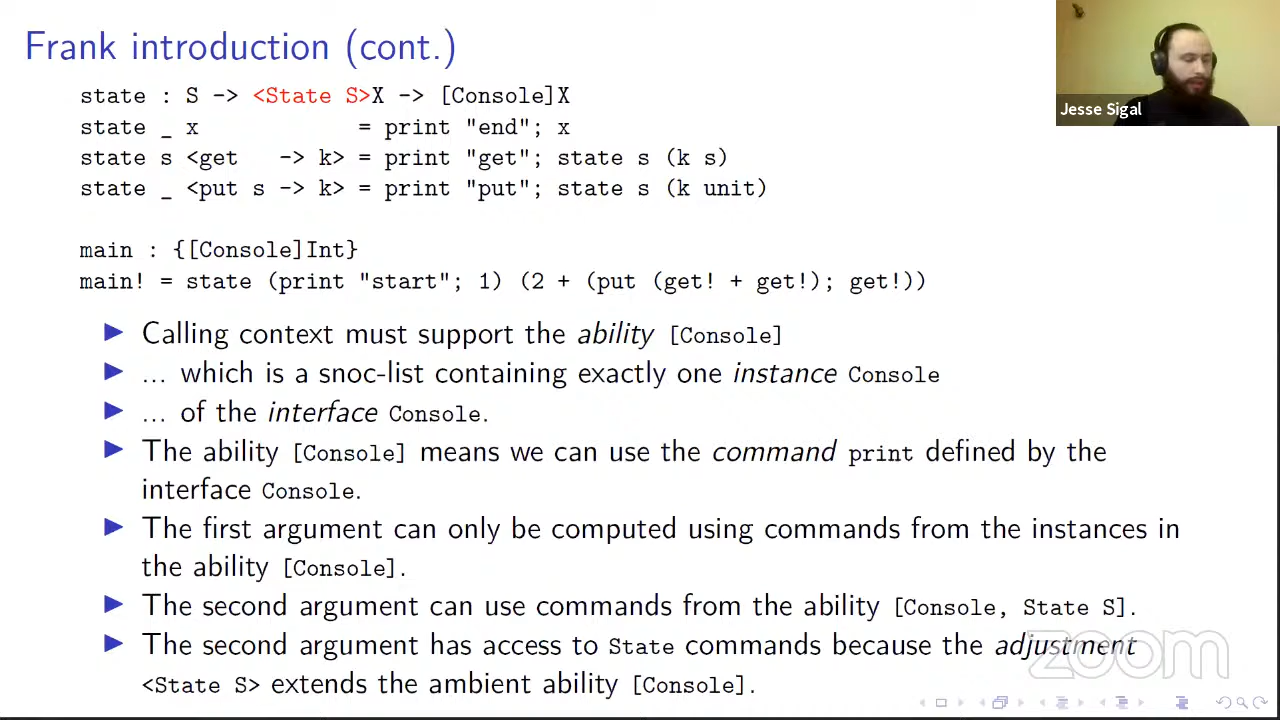 Frank introduction (cont.)
Jesse Sigal
state : S -> <State S>X -> [Console]X
state _ x = print "end"; x
state s <get -> k> = print "get"; state s (k s)
state _ <put s -> k> = print "put"; state s (k unit)
main : {[Console]Int}
main! = state (print "start"; 1) (2 + (put (get! + get!); get!))
▶ Calling context must support the ability [Console]
▶ ... which is a snoc-list containing exactly one instance Console
▶ ... of the interface Console.
▶ The ability [Console] means we can use the command print defined by the
interface Console.
▶ The first argument can only be computed using commands from the instances in
the ability [Console].
▶ The second argument can use commands from the ability [Console, State S].
▶ The second argument has access to State commands because the adjustment
<State S> extends the ambient ability [Console].
zoom